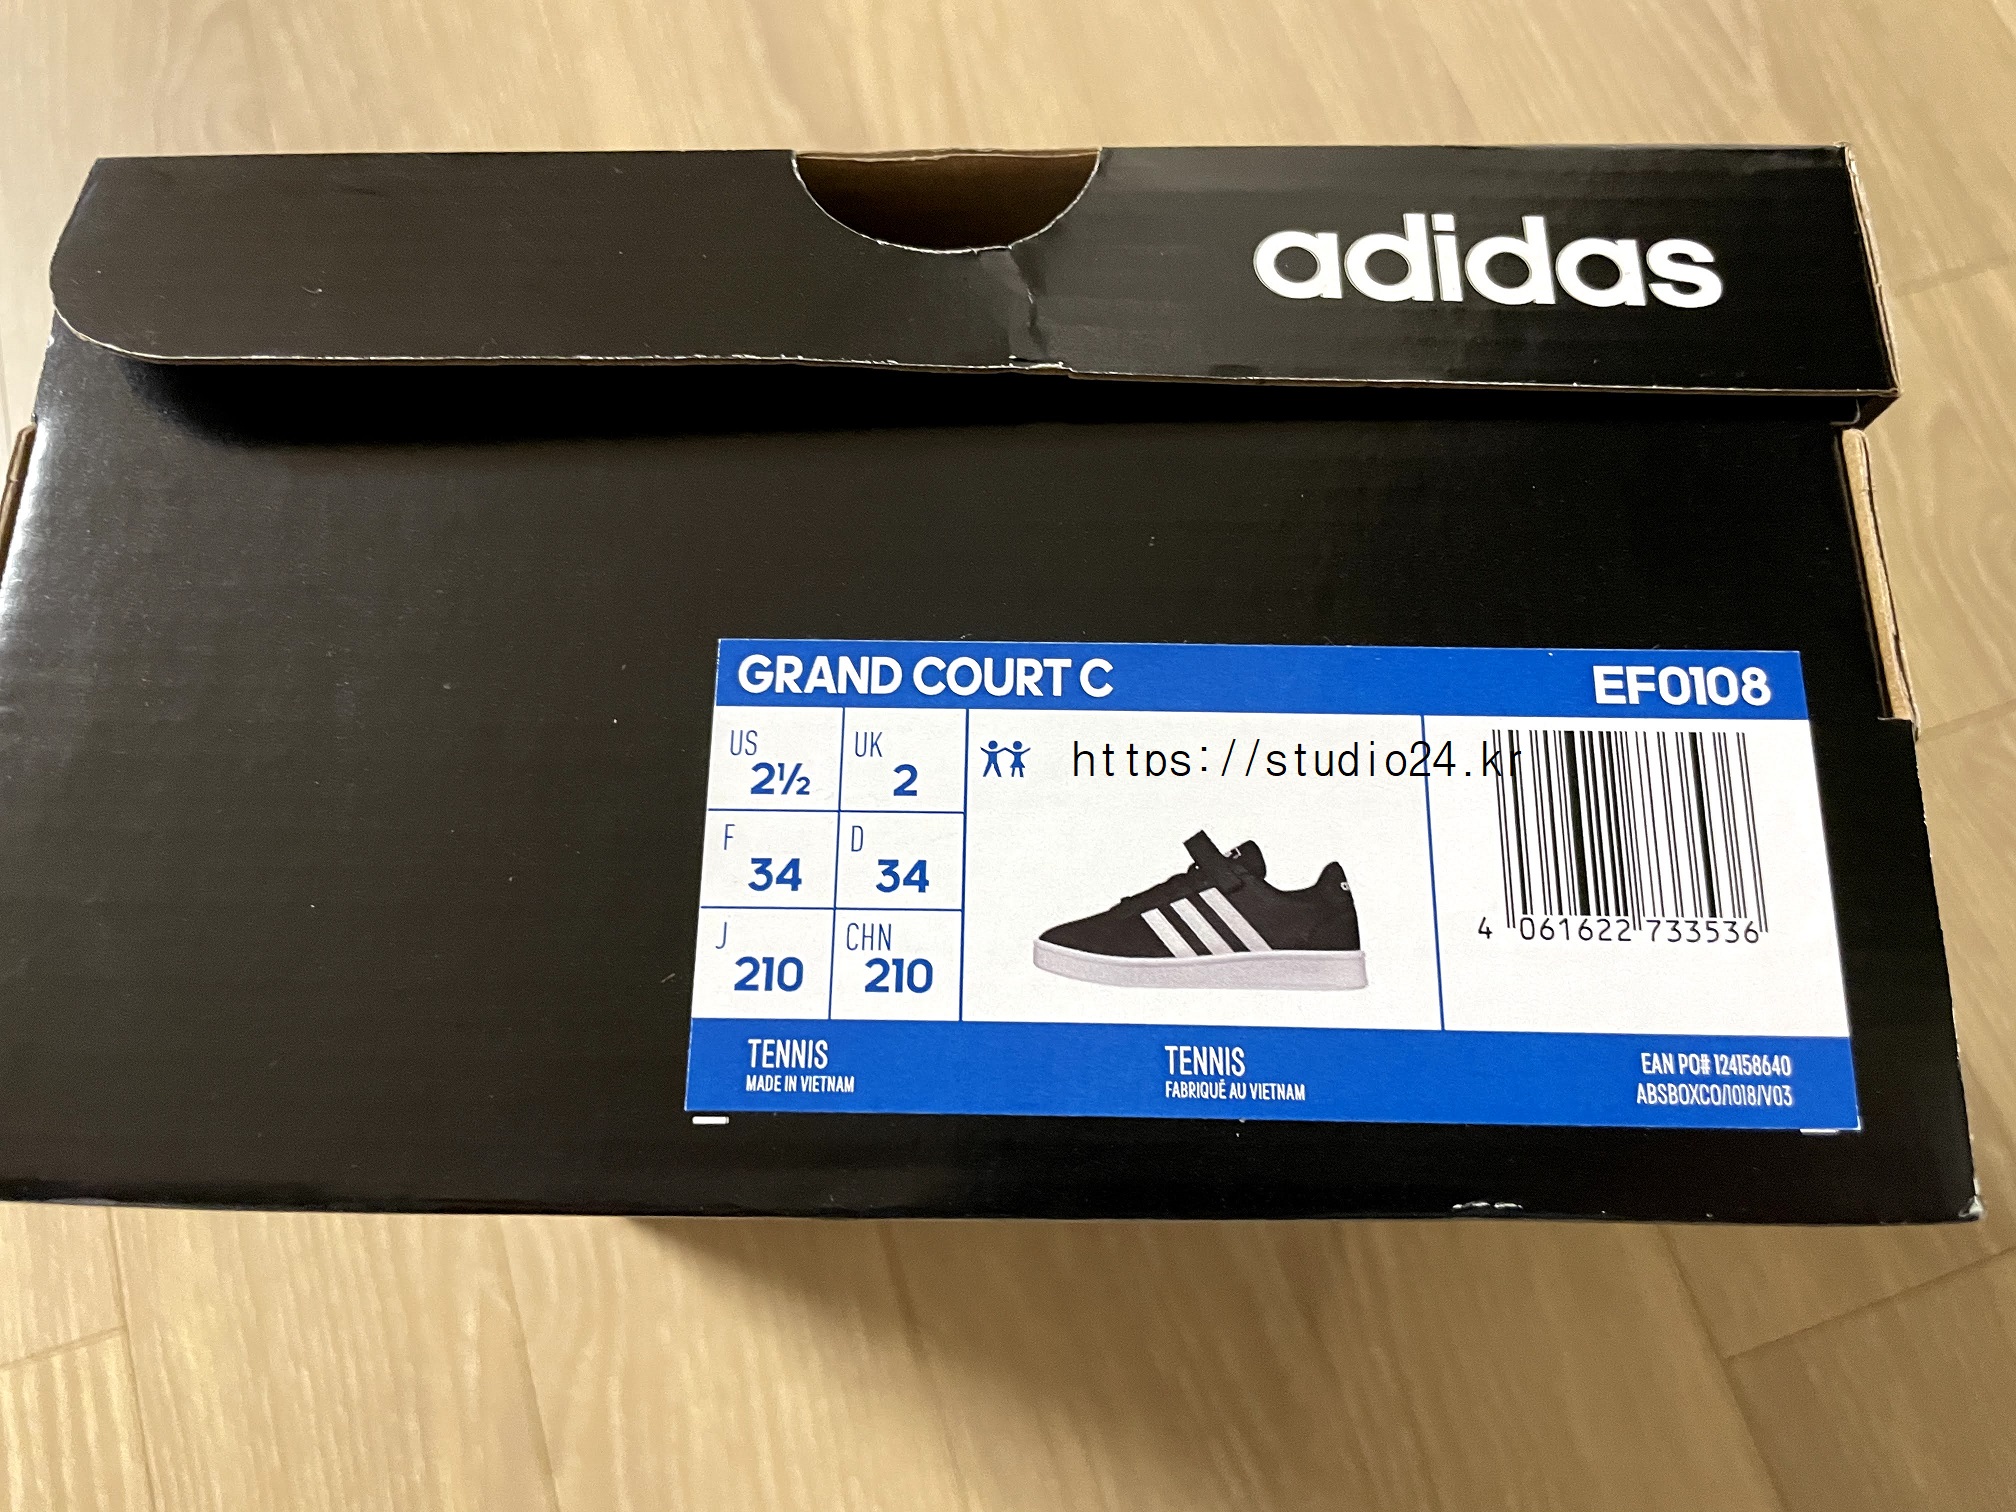 adidas
GRAND COURT C EF0108
US 2½ UK 2
https://studio24.kr
F 34 D 34
4 061622 733536
J 210 CHN 210
TENNIS
MADE IN VIETNAM
TENNIS
FABRIQUÉ AU VIETNAM
EAN PO# 124158640
ABSBOXCO/1018/V03